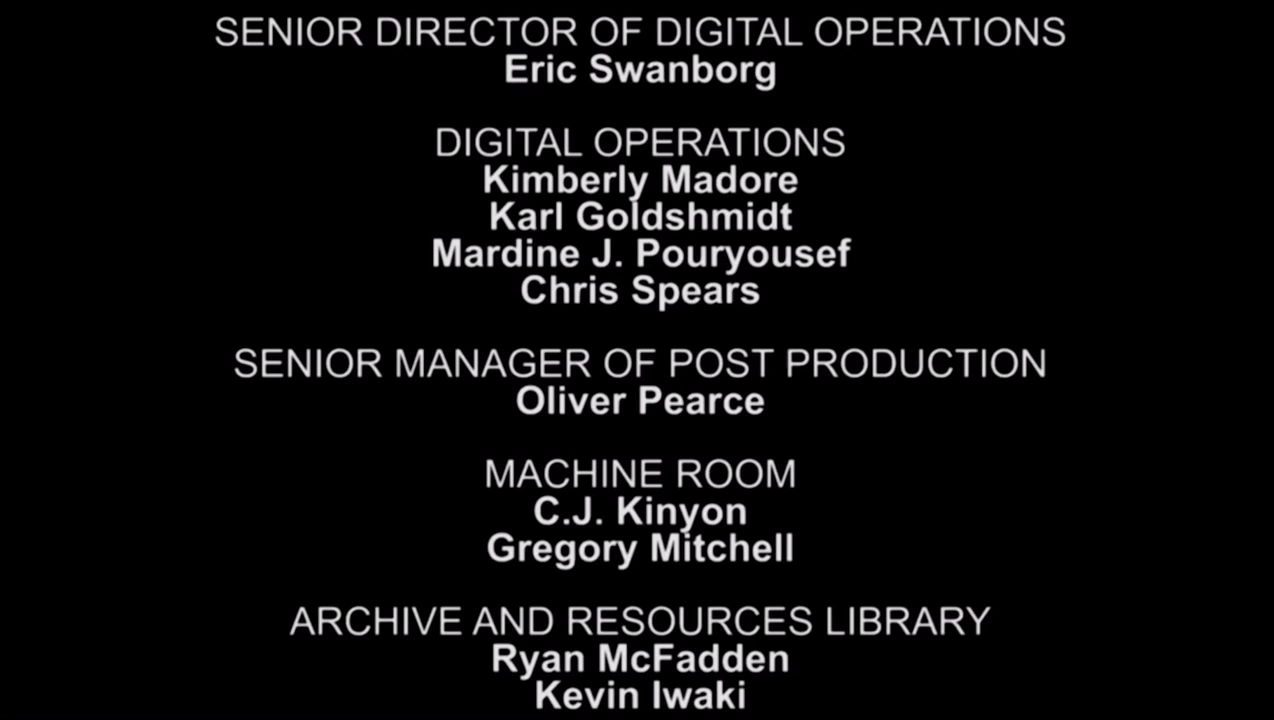 SENIOR DIRECTOR OF DIGITAL OPERATIONS
Eric Swanborg
DIGITAL OPERATIONS
Kimberly Madore
Karl Goldshmidt
Mardine J. Pouryousef
Chris Spears
SENIOR MANAGER OF POST PRODUCTION
Oliver Pearce
MACHINE ROOM
C.J. Kinyon
Gregory Mitchell
ARCHIVE AND RESOURCES LIBRARY
Ryan McFadden
Kevin Iwaki